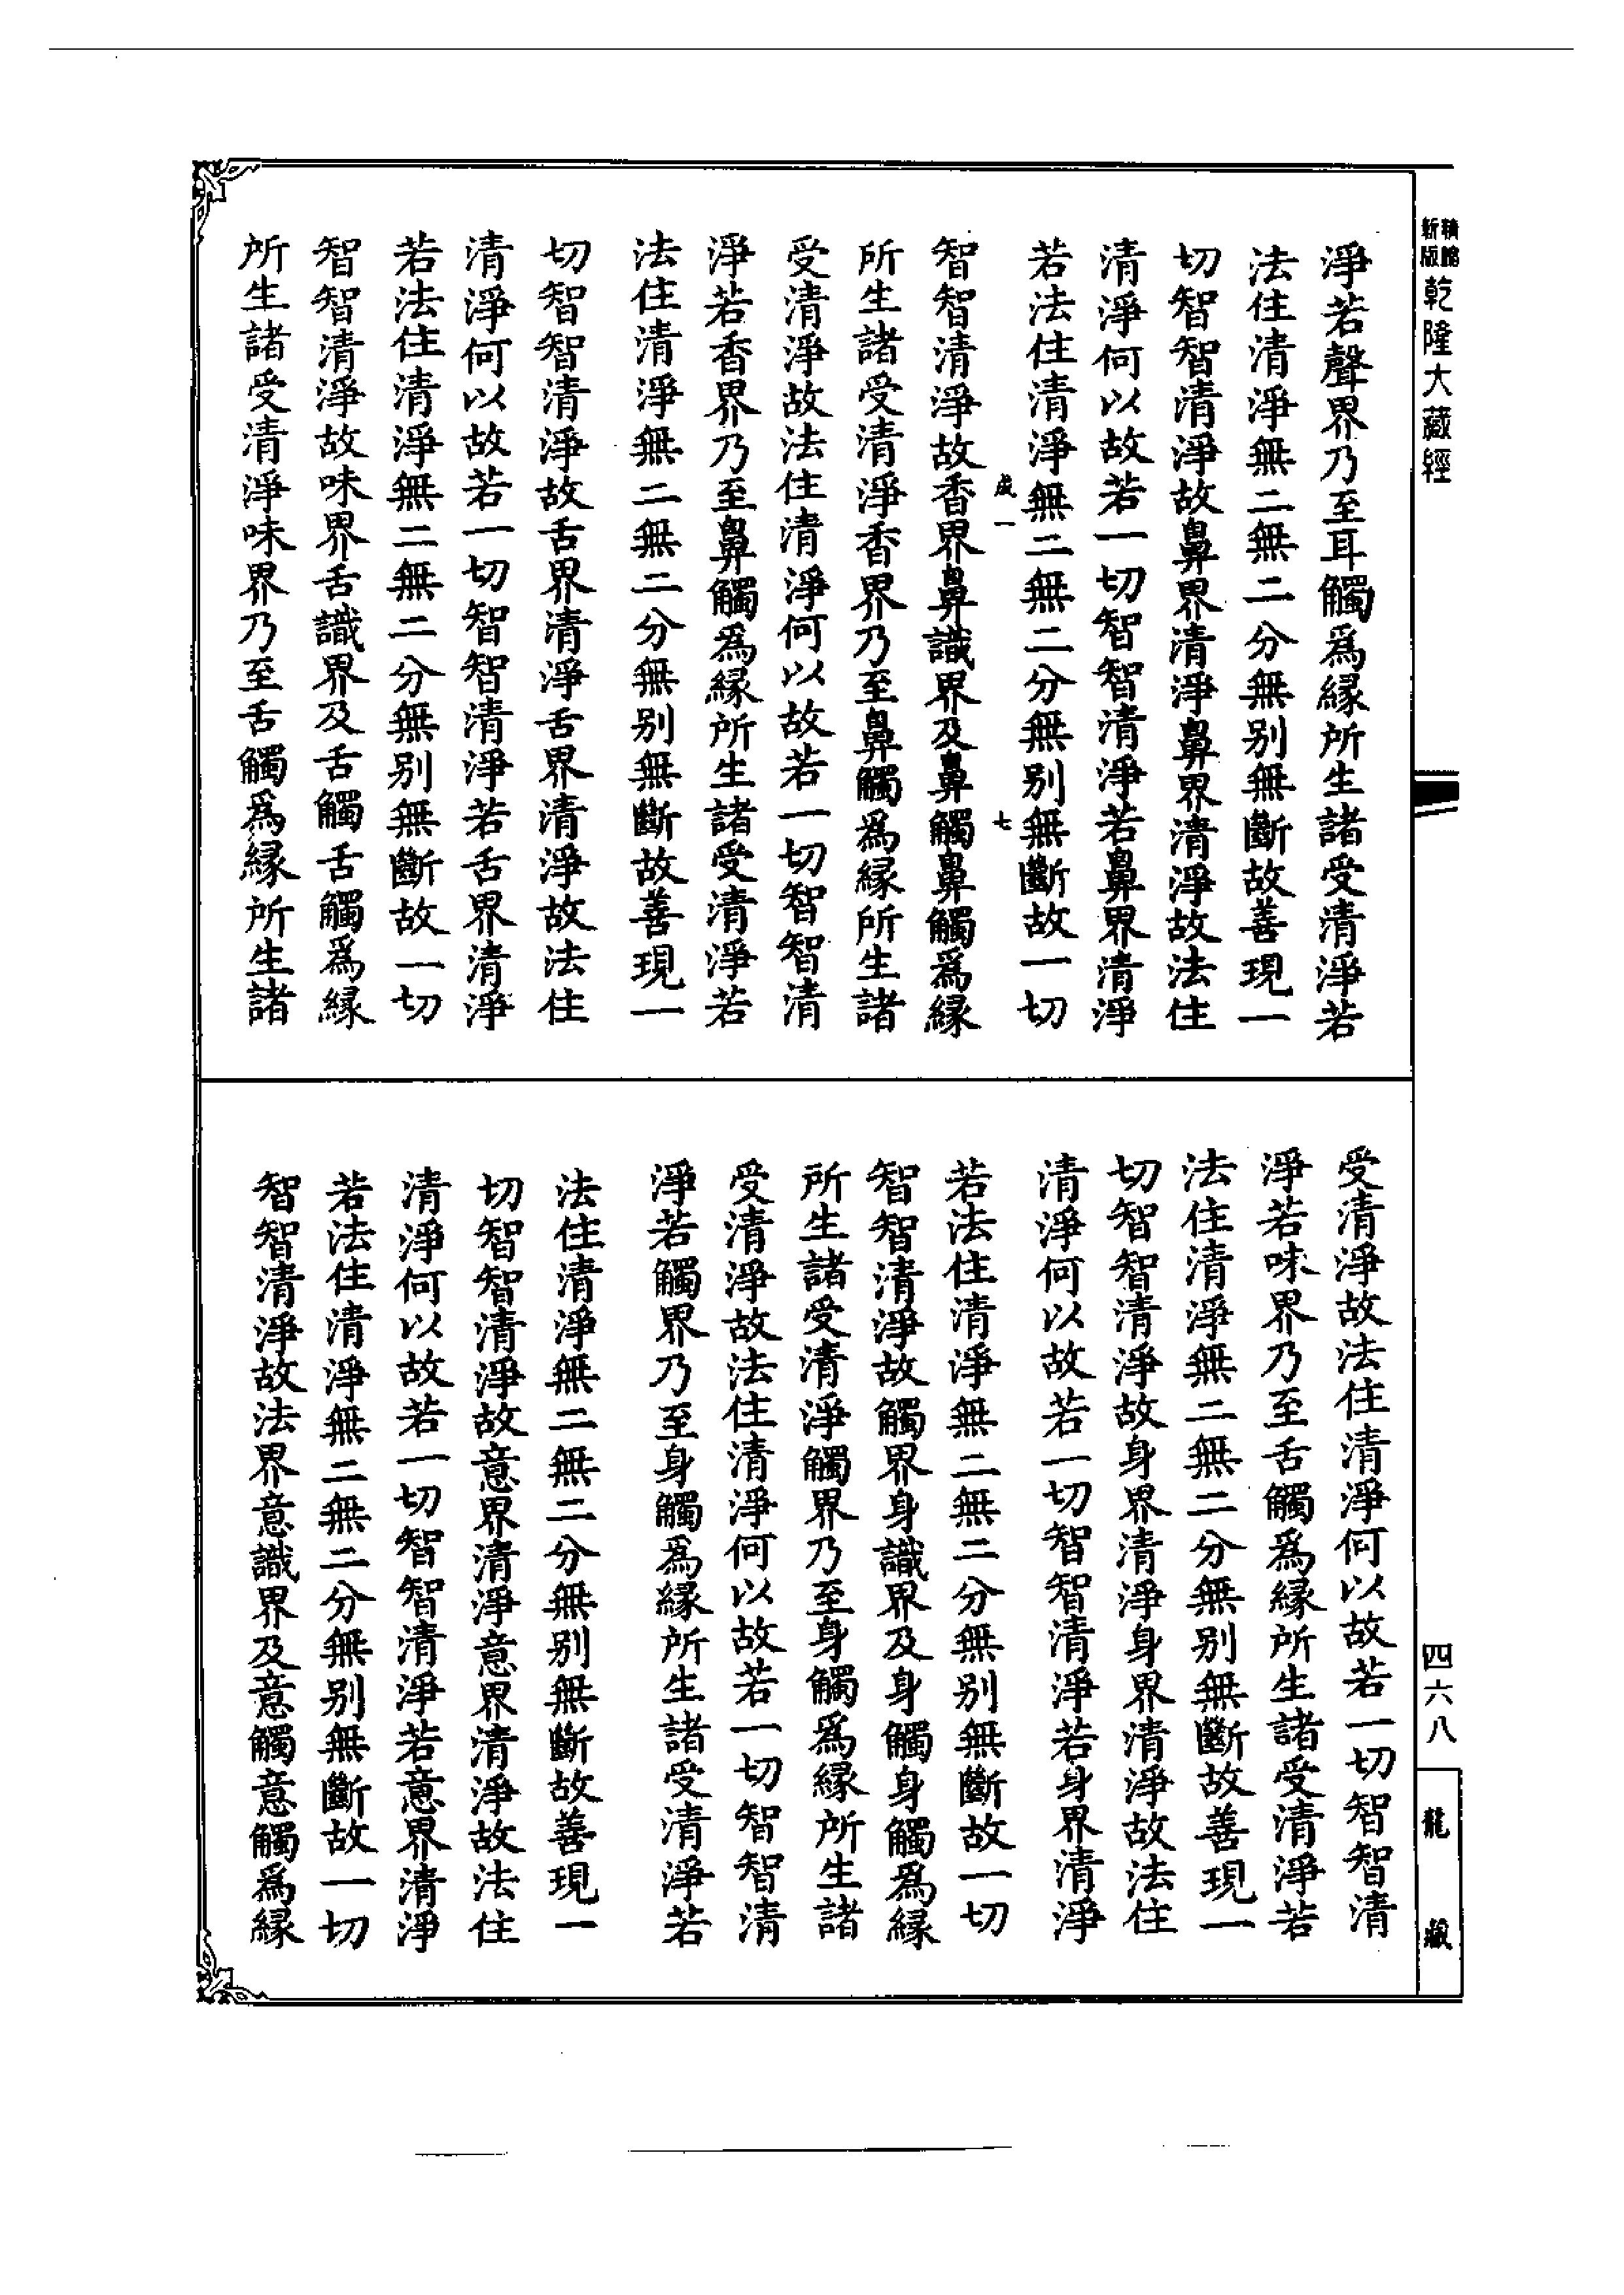 新版
精縮
乾隆大藏經
淨若聲界乃至耳觸爲縁所生諸受清淨若
法住清淨無二無二分無别無斷故善現一
切智智清淨故鼻界清淨鼻界清淨故法住
清淨何以故若一切智智清淨若鼻界清淨
若法住清淨無二無二分無别無斷故一切
歲一
七
智智清淨故香界鼻識界及鼻觸鼻觸爲縁
所生諸受清淨香界乃至鼻觸爲縁所生諸
受清淨故法住清淨何以故若一切智智清
淨若香界乃至鼻觸爲縁所生諸受清淨若
法住清淨無二無二分無别無斷故善現一
切智智清淨故舌界清淨舌界清淨故法住
清淨何以故若一切智智清淨若舌界清淨
若法住清淨無二無二分無别無斷故一切
智智清淨故味界舌識界及舌觸舌觸爲縁
所生諸受清淨味界乃至舌觸爲縁所生諸
受清淨故法住清淨何以故若一切智智清
淨若味界乃至舌觸爲縁所生諸受清淨若
法住清淨無二無二分無别無斷故善現一
切智智清淨故身界清淨身界清淨故法住
清淨何以故若一切智智清淨若身界清淨
若法住清淨無二無二分無别無斷故一切
智智清淨故觸界身識界及身觸身觸爲縁
所生諸受清淨觸界乃至身觸爲縁所生諸
受清淨故法住清淨何以故若一切智智清
淨若觸界乃至身觸爲縁所生諸受清淨若
法住清淨無二無二分無别無斷故善現一
切智智清淨故意界清淨意界清淨故法住
清淨何以故若一切智智清淨若意界清淨
若法住清淨無二無二分無别無斷故一切
智智清淨故法界意識界及意觸意觸爲縁
四六八
龍藏